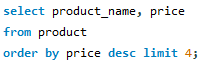 select product_name, price
from product
order by price desc limit 4;